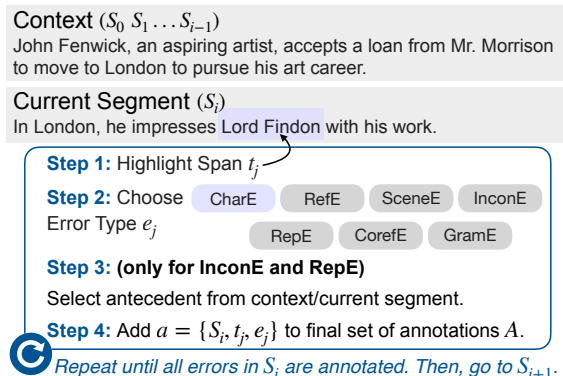 Context (S₀ S₁ … Sᵢ₋₁)
John Fenwick, an aspiring artist, accepts a loan from Mr. Morrison
to move to London to pursue his art career.
Current Segment (Sᵢ)
In London, he impresses Lord Findon with his work.
Step 1: Highlight Span tⱼ
Step 2: Choose
Error Type eⱼ
CharE RefE SceneE InconE
RepE CorefE GramE
Step 3: (only for InconE and RepE)
Select antecedent from context/current segment.
Step 4: Add a = {Sᵢ, tⱼ, eⱼ} to final set of annotations A.
Repeat until all errors in Sᵢ are annotated. Then, go to Sᵢ₊₁.